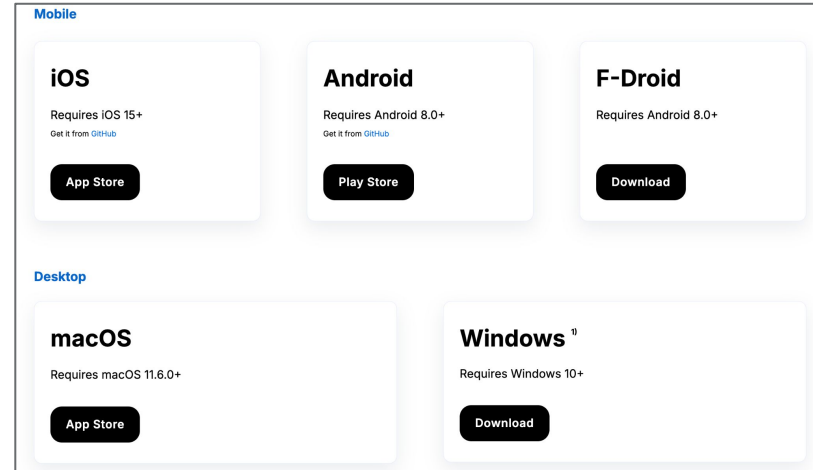 Mobile
iOS
Requires iOS 15+
Get it from GitHub
App Store
Android
Requires Android 8.0+
Get it from GitHub
Play Store
F-Droid
Requires Android 8.0+
Download
Desktop
macOS
Requires macOS 11.6.0+
App Store
Windows 1)
Requires Windows 10+
Download